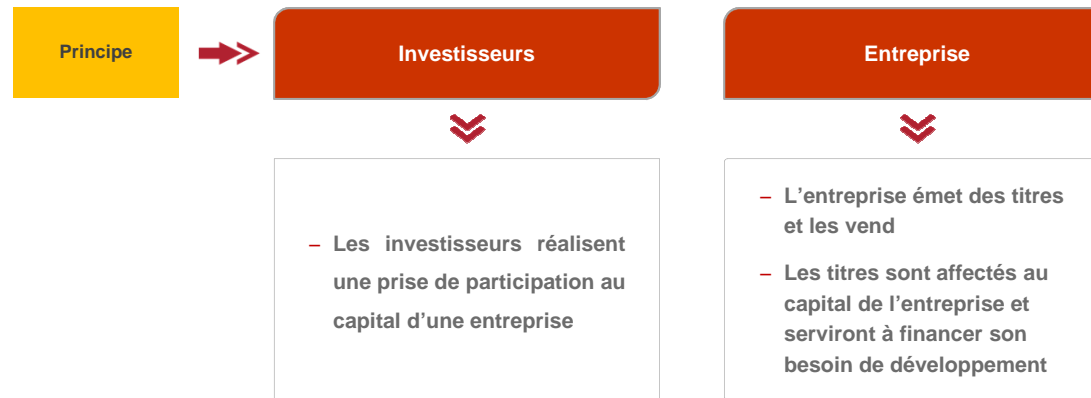 Principe
Investisseurs
Entreprise
– Les investisseurs réalisent
une prise de participation au
capital d’une entreprise
– L’entreprise émet des titres
et les vend
– Les titres sont affectés au
capital de l’entreprise et
serviront à financer son
besoin de développement